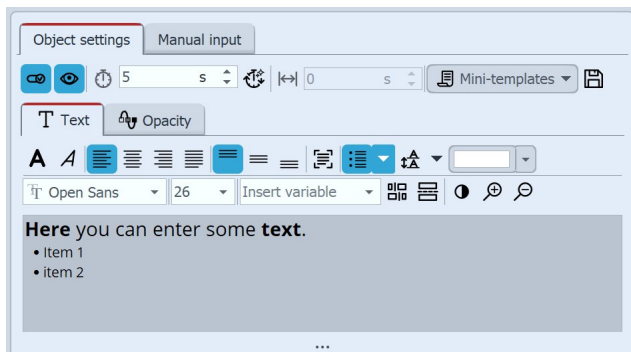 Object settings Manual input
5 s 0 s Mini-templates
T Text Opacity
A A
Tr Open Sans 26 Insert variable
Here you can enter some text.
• Item 1
• item 2
...